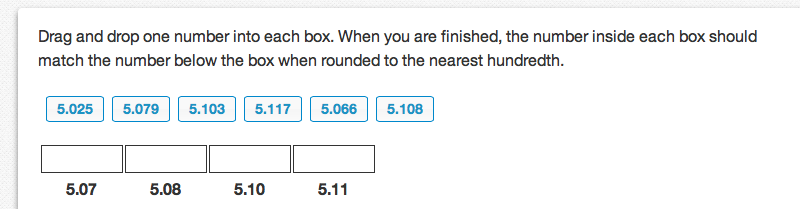 Drag and drop one number into each box. When you are finished, the number inside each box should
match the number below the box when rounded to the nearest hundredth.
5.025 5.079 5.103 5.117 5.066 5.108
5.07 5.08 5.10 5.11